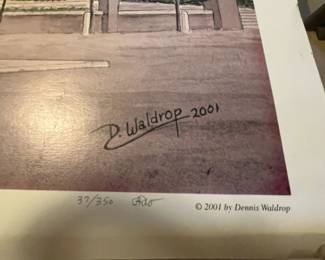 D. Waldrop 2001
37/350
© 2001 by Dennis Waldrop